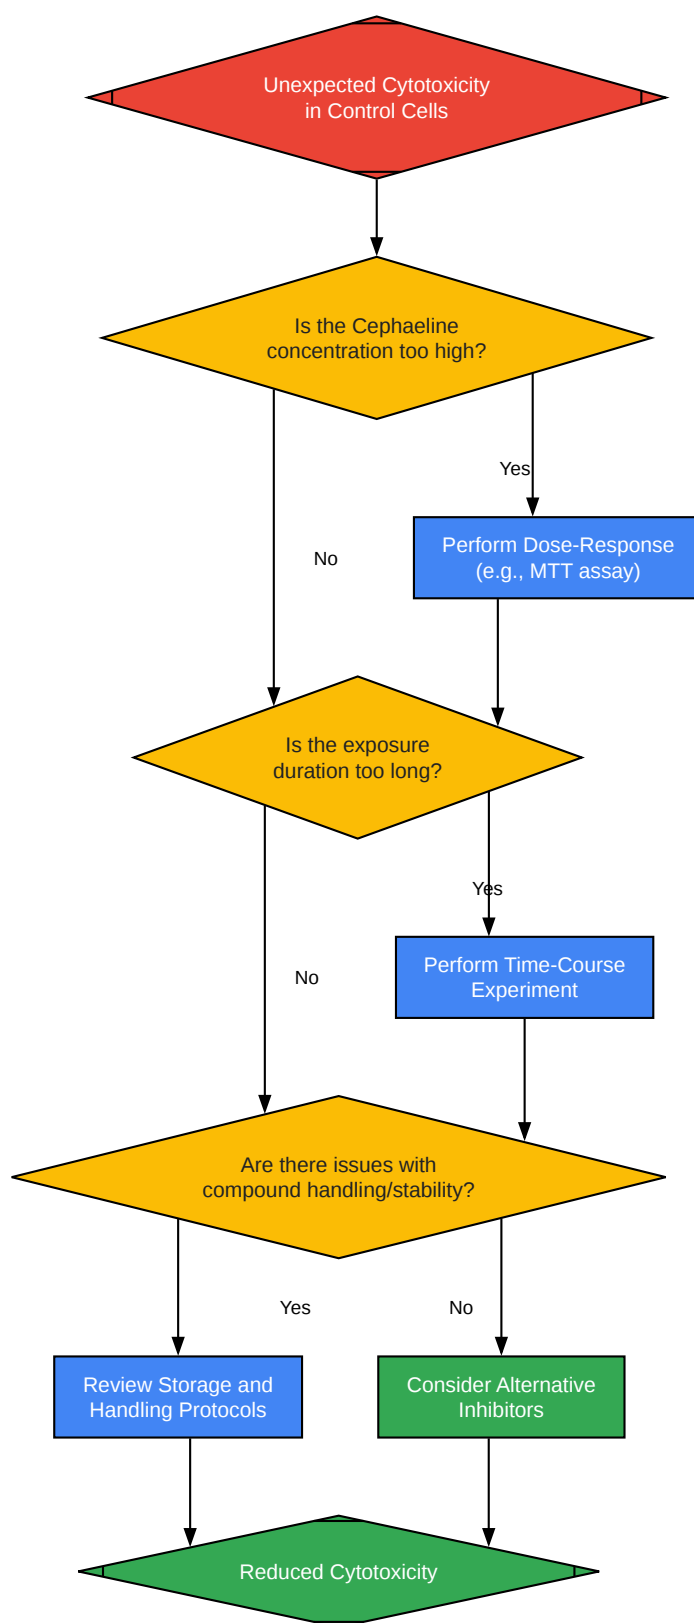 Unexpected Cytotoxicity
in Control Cells
Is the Cephaeline
concentration too high?
Yes
Perform Dose-Response
(e.g., MTT assay)
No
Is the exposure
duration too long?
Yes
Perform Time-Course
Experiment
No
Are there issues with
compound handling/stability?
Yes
No
Review Storage and
Handling Protocols
Consider Alternative
Inhibitors
Reduced Cytotoxicity